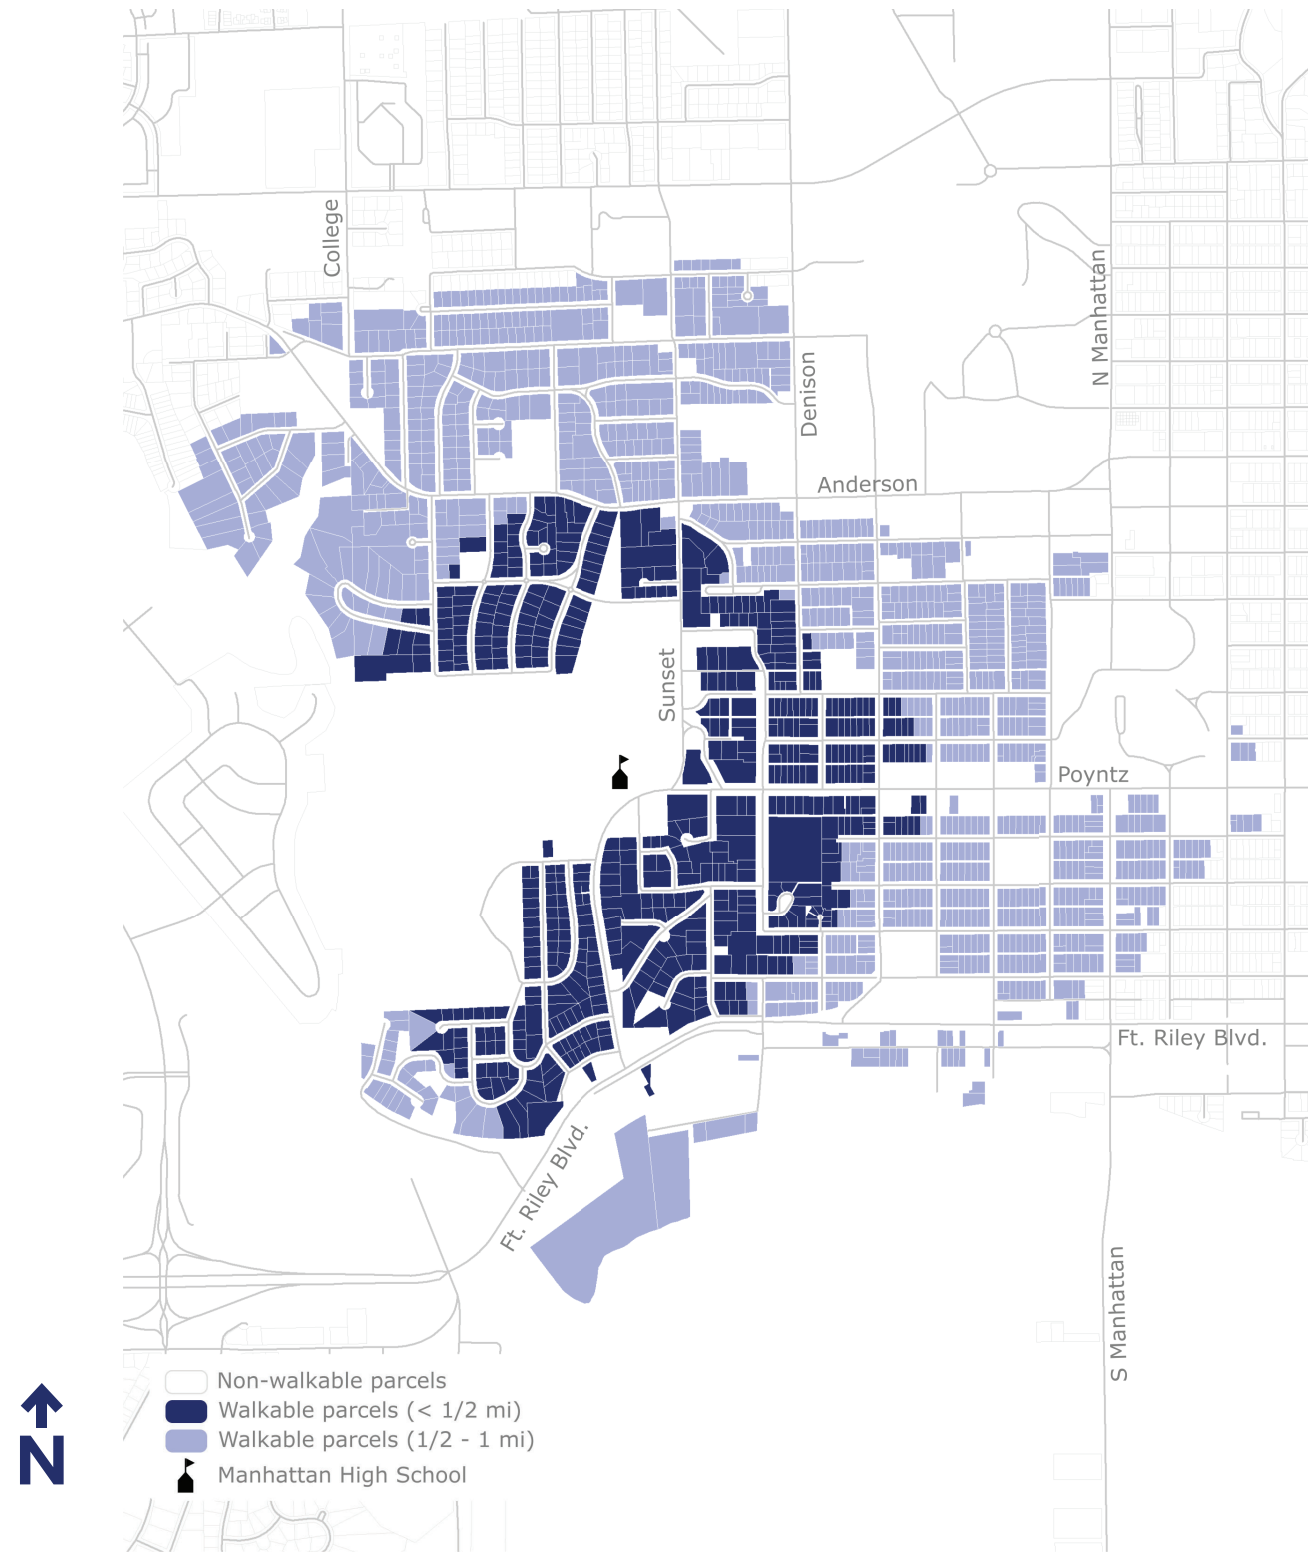 College
N Manhattan
Denison
Anderson
Sunset
Poyntz
Ft. Riley Blvd.
Ft. Riley Blvd.
S Manhattan
Non-walkable parcels
Walkable parcels (< 1/2 mi)
Walkable parcels (1/2 - 1 mi)
Manhattan High School
N